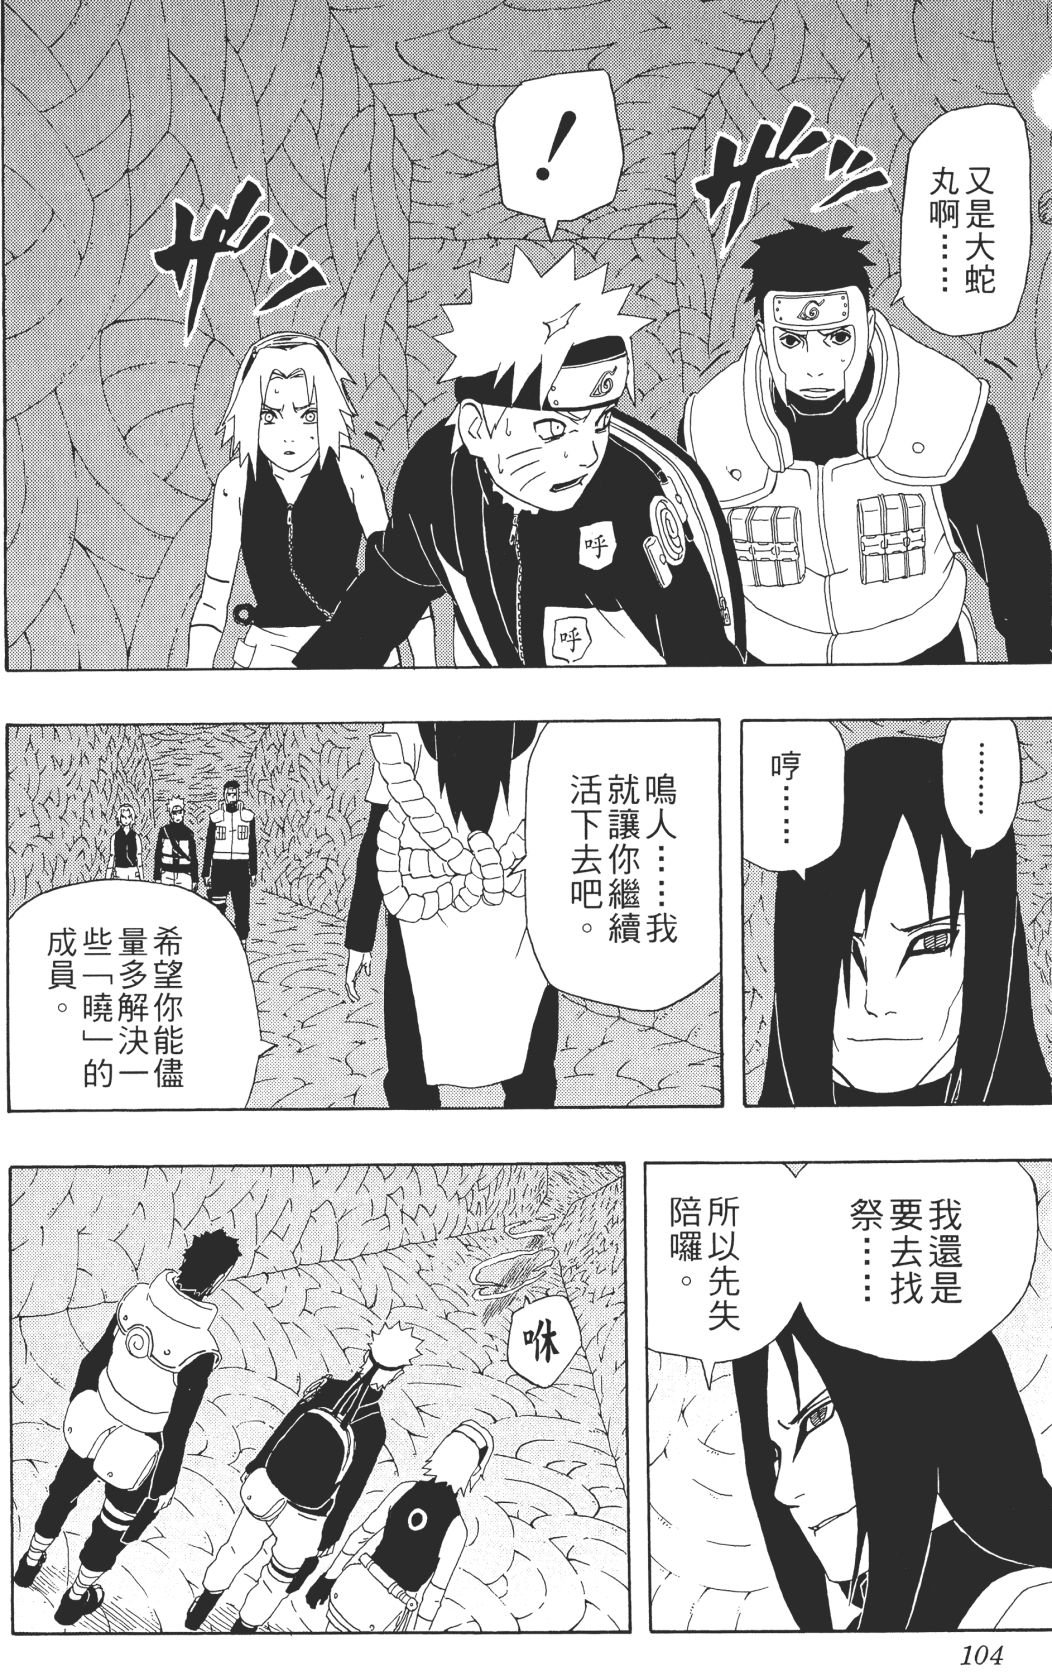 又是大蛇
丸啊……
！
ザッ
ザッ
呼
呼
………
哼……
鳴人……我
就讓你繼續
活下去吧。
希望你能儘
量多解決一
些「曉」的
成員。
我還是
要去找
祭……
所以先失
陪囉。
咻
104